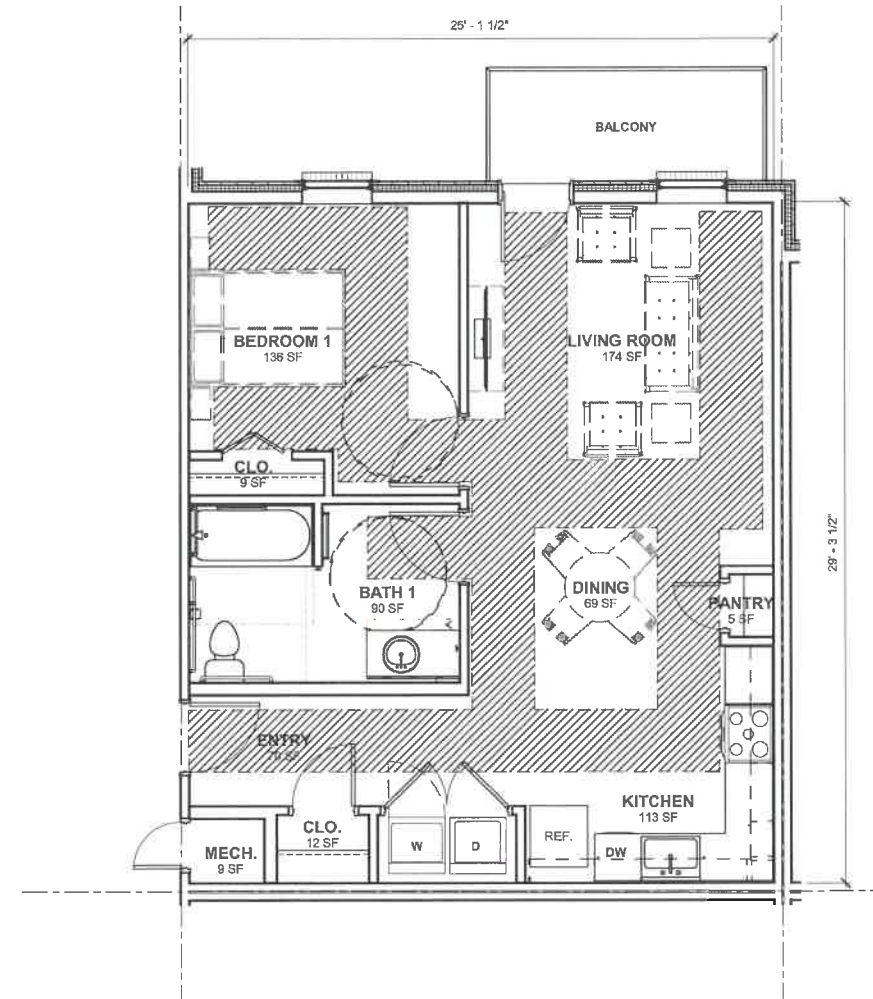 25' - 1 1/2"
BALCONY
BEDROOM 1
136 SF
LIVING ROOM
174 SF
CLO.
9 SF
29' - 3 1/2"
BATH 1
90 SF
DINING
69 SF
PANTRY
5 SF
ENTRY
SF
KITCHEN
113 SF
CLO.
12 SF
W
D
REF.
DW
MECH.
9 SF